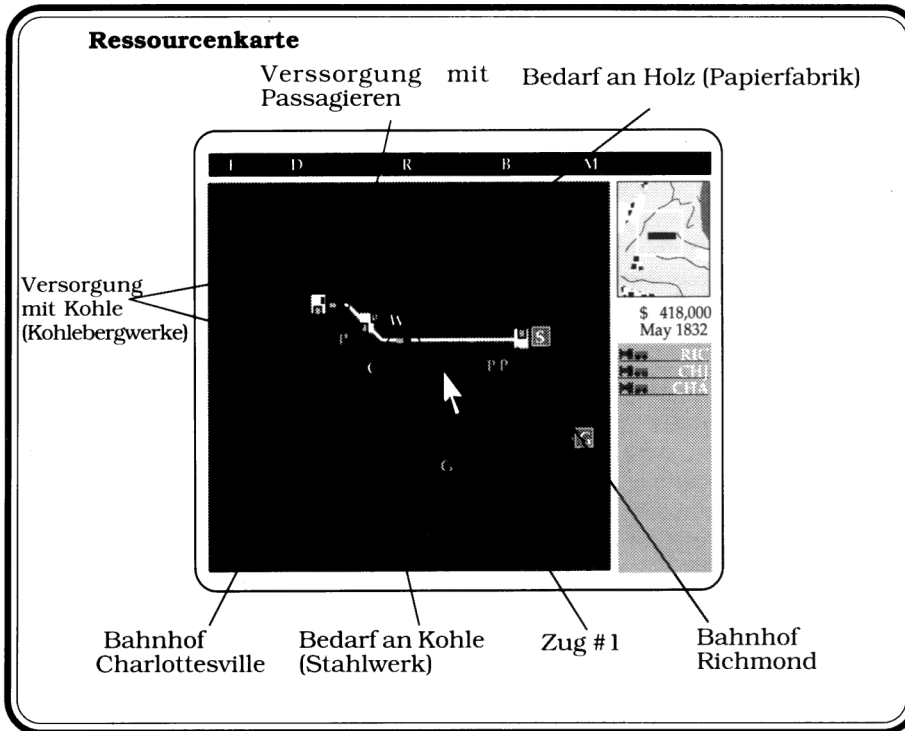 Ressourcenkarte
Verssorgung mit
Passagieren
Bedarf an Holz (Papierfabrik)
D R B M
Versorgung
mit Kohle
(Kohlebergwerke)
W
P
C
P P
S
G
G
$ 418,000
May 1832
RIC
CHJ
CHA
Bahnhof
Charlottesville
Bedarf an Kohle
(Stahlwerk)
Zug #1
Bahnhof
Richmond